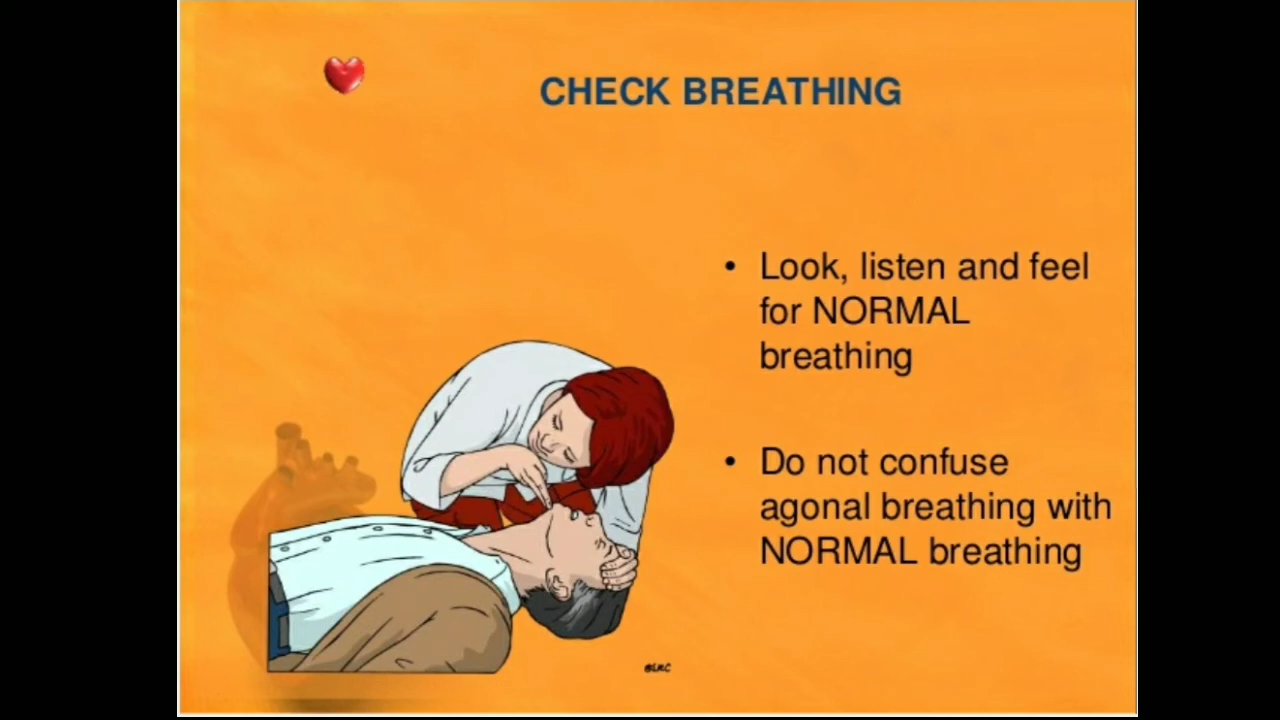 CHECK BREATHING
• Look, listen and feel
for NORMAL
breathing
• Do not confuse
agonal breathing with
NORMAL breathing